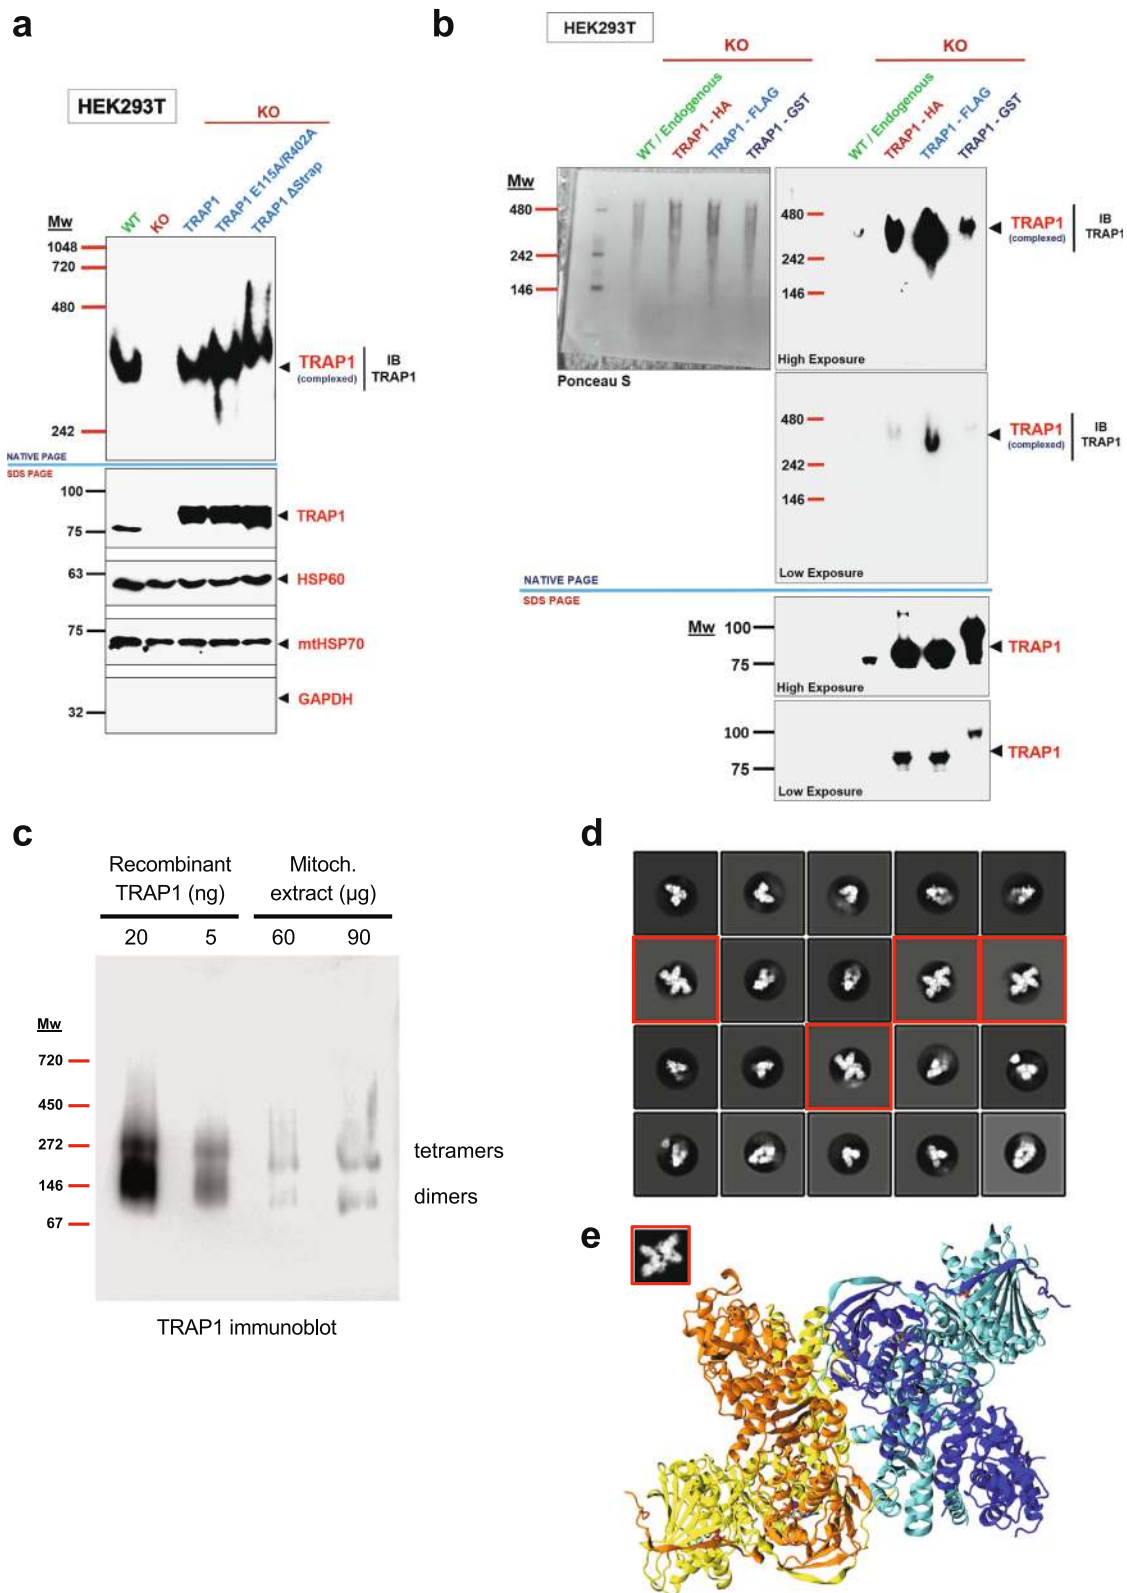 a
HEK293T
KO
WT
KO
TRAP1
TRAP1 E115A/R402A
TRAP1 ΔStrap
Mw
1048
720
480
242
TRAP1
(complexed)
IB
TRAP1
NATIVE PAGE
SDS PAGE
100
75
TRAP1
63
HSP60
75
mtHSP70
GAPDH
32
b
HEK293T
KO
KO
WT / Endogenous
TRAP1 - HA
TRAP1 - FLAG
TRAP1 - GST
WT / Endogenous
TRAP1 - HA
TRAP1 - FLAG
TRAP1 - GST
Mw
480
242
146
Ponceau S
480
242
146
High Exposure
TRAP1
(complexed)
IB
TRAP1
480
242
146
Low Exposure
TRAP1
(complexed)
IB
TRAP1
NATIVE PAGE
SDS PAGE
Mw
100
75
High Exposure
TRAP1
100
75
Low Exposure
TRAP1
c
Recombinant
TRAP1 (ng)
Mitoch.
extract (µg)
20 5 60 90
Mw
720
450
272
146
67
tetramers
dimers
TRAP1 immunoblot
d
e